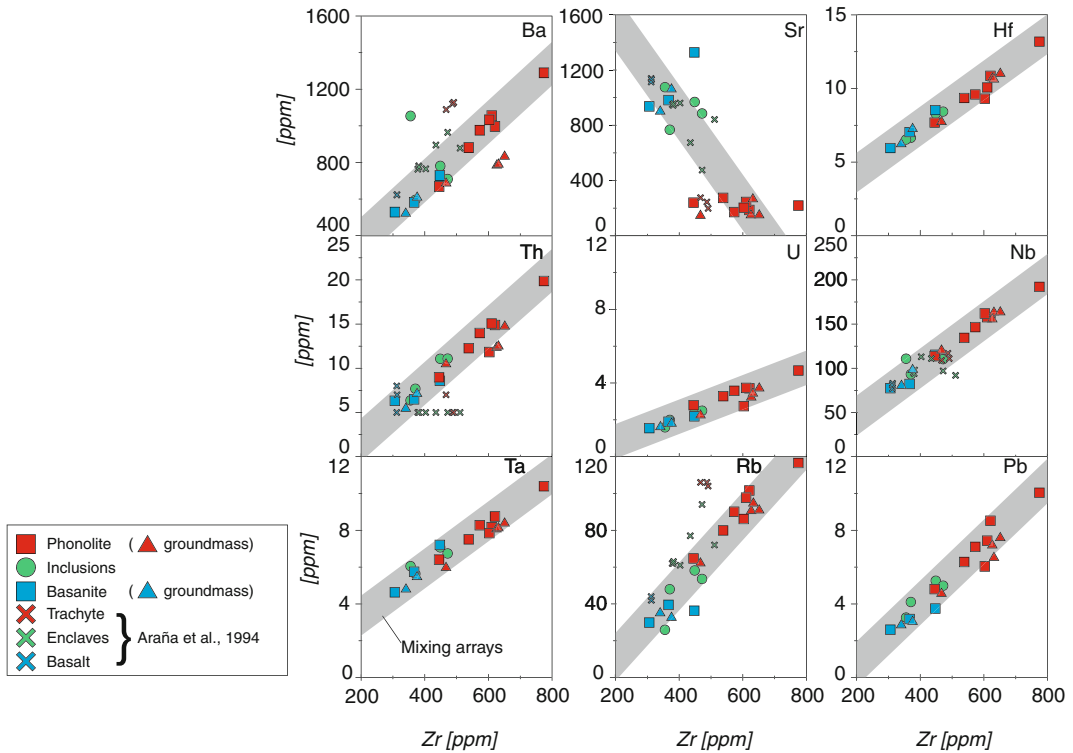 1600 Ba 1600 Sr 15 Hf
1200 1200 10
[ppm]
800 800 5
400 400 0
200 0
25 Th 12 U 250 Nb
20 200
8
15 150
[ppm]
10 100
4
5 50
0 0 0
12 Ta 120 Rb 12 Pb
8 80 8
[ppm]
4 40 4
Mixing arrays
0 0 0
200 400 600 800 200 400 600 800 200 400 600 800
Zr [ppm] Zr [ppm] Zr [ppm]
Phonolite ( groundmass)
Inclusions
Basanite ( groundmass)
Trachyte
Enclaves } Araña et al., 1994
Basalt